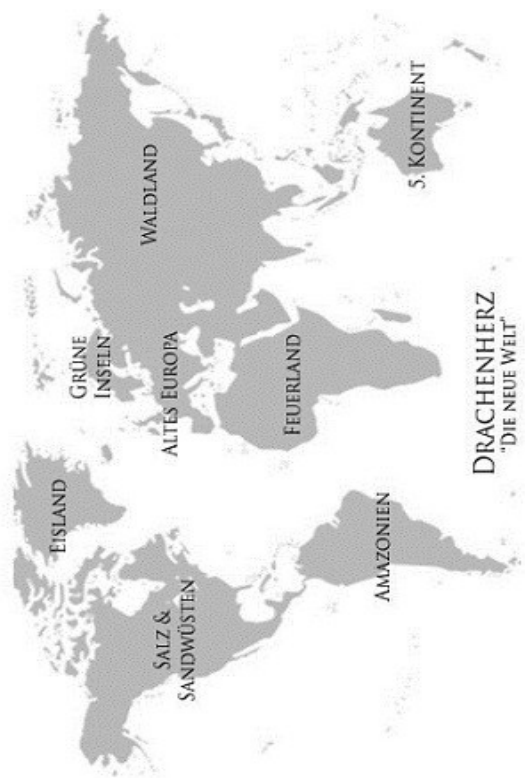 EISLAND
SALZ &
SANDWÜSTEN
AMAZONIEN
GRÜNE
INSELN
ALTES EUROPA
FEUERLAND
WALDLAND
5. KONTINENT
DRACHENHERZ
"DIE NEUE WELT"